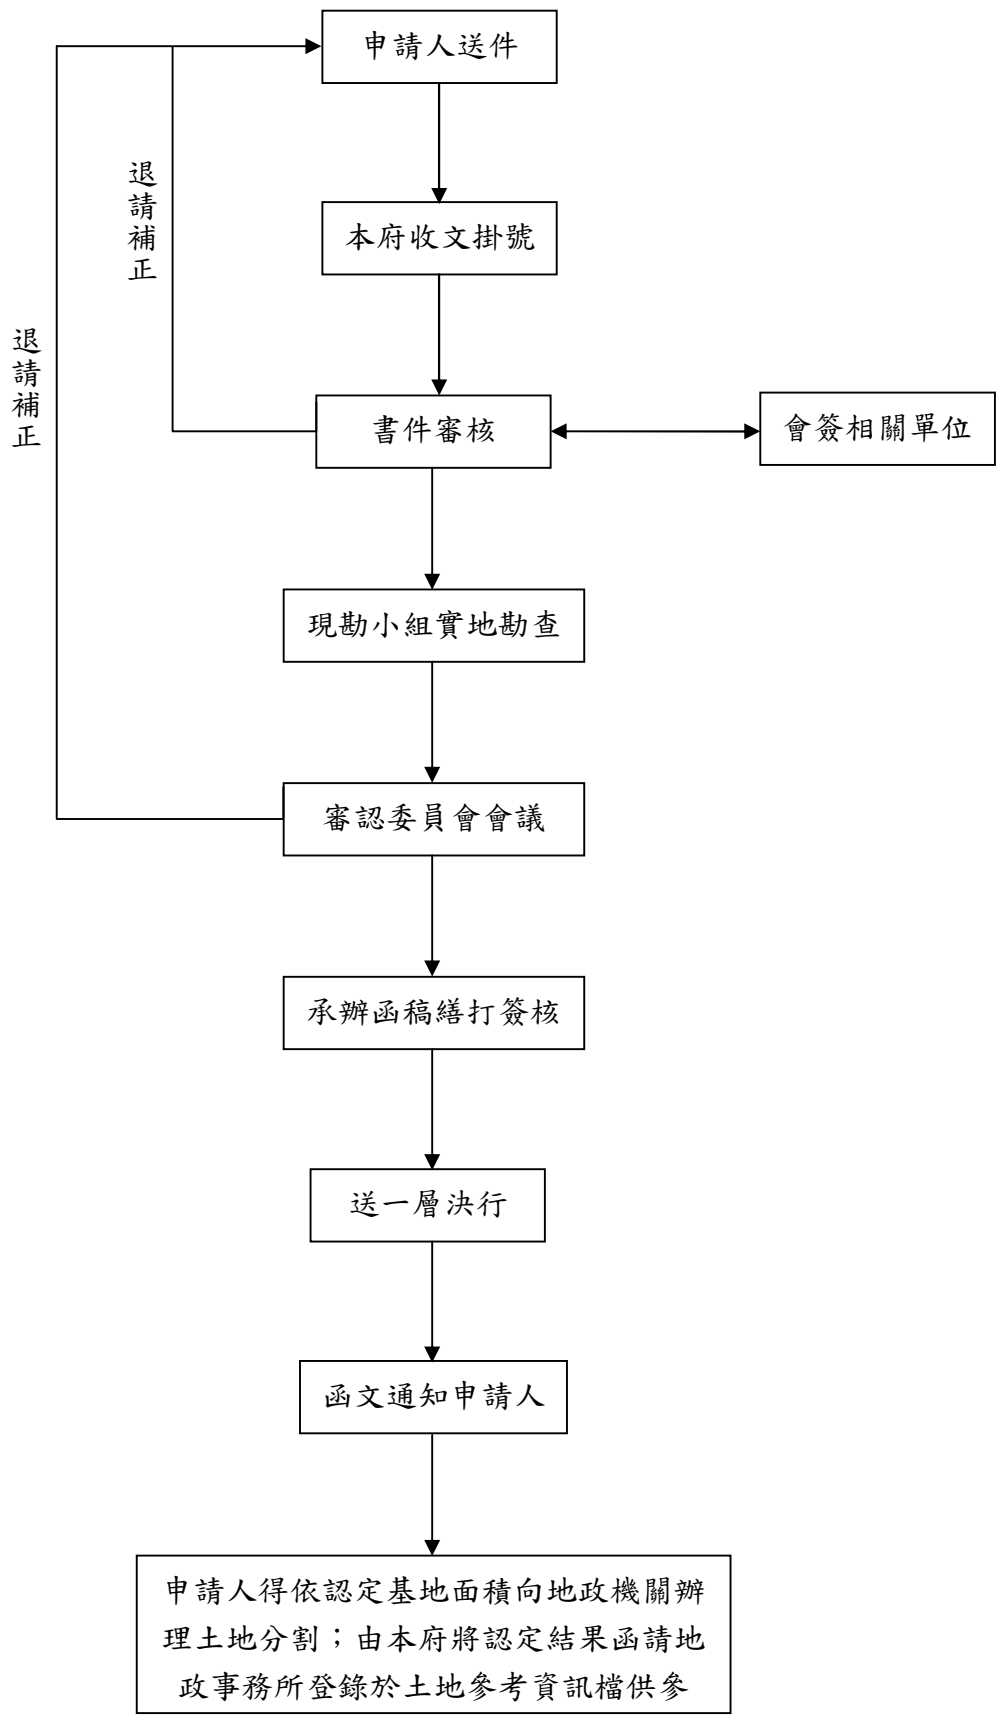 申請人送件
退請補正
本府收文掛號
退請補正
書件審核
會簽相關單位
現勘小組實地勘查
審認委員會會議
承辦函稿繕打簽核
送一層決行
函文通知申請人
申請人得依認定基地面積向地政機關辦
理土地分割；由本府將認定結果函請地
政事務所登錄於土地參考資訊檔供參